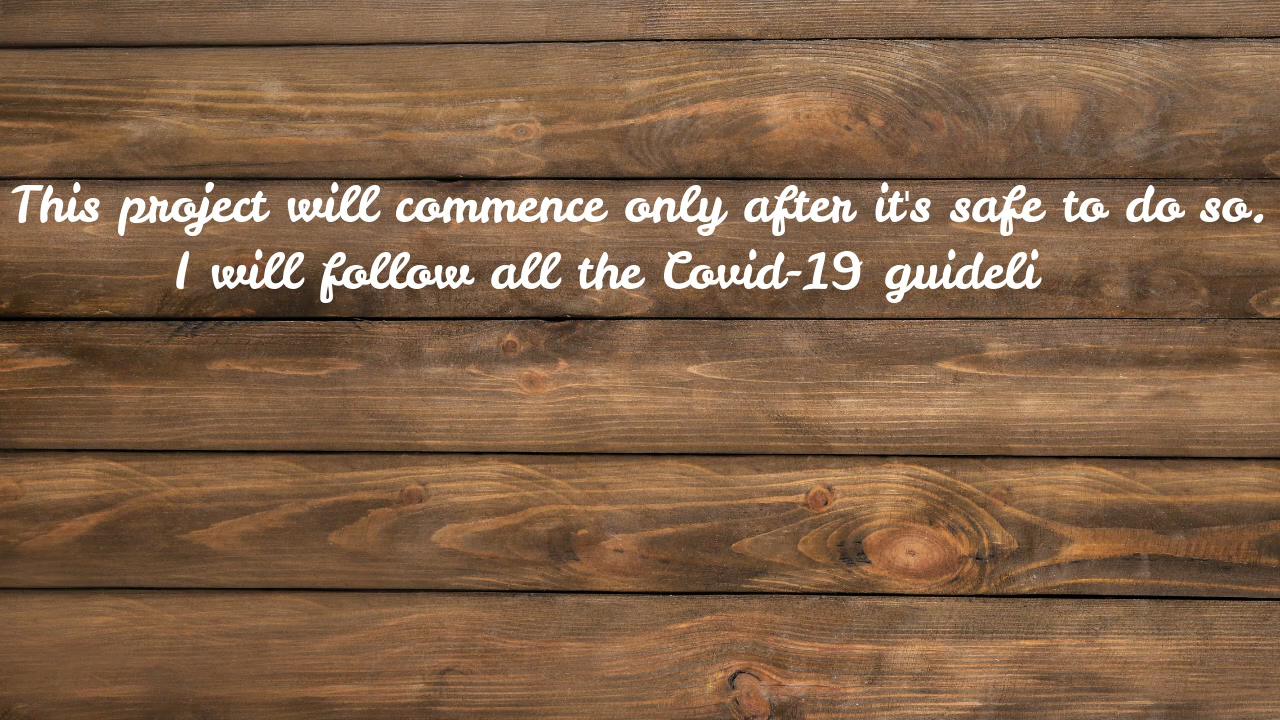 This project will commence only after it's safe to do so.
I will follow all the Covid-19 guideli